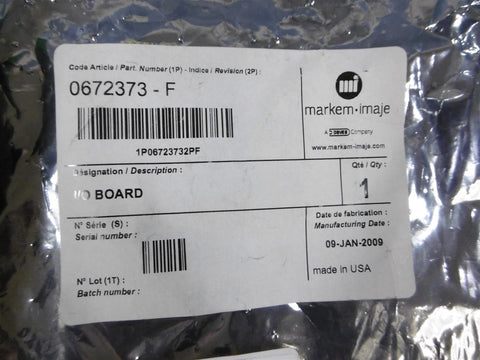 Code Article / Part. Number (1P) - Indice / Revision (2P) :
0672373 - F
1P06723732PF
mi
markem·imaje
A DOVER Company
www.markem-imaje.com
Désignation / Description :
I/O BOARD
Qté / Qty :
1
N° Série (S) :
Serial number :
N° Lot (1T) :
Batch number :
Date de fabrication :
Manufacturing Date :
09-JAN-2009
made in USA